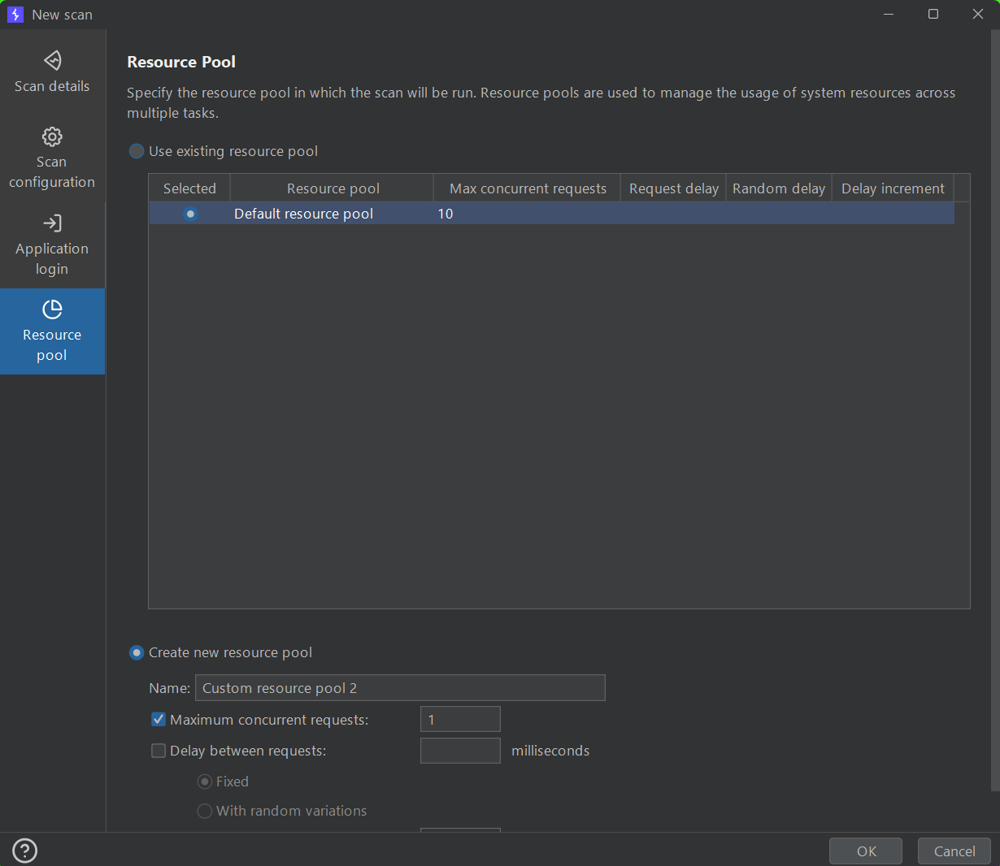 New scan
Scan details
Scan
configuration
Application
login
Resource
pool
Resource Pool
Specify the resource pool in which the scan will be run. Resource pools are used to manage the usage of system resources across
multiple tasks.
Use existing resource pool
Selected Resource pool Max concurrent requests Request delay Random delay Delay increment
Default resource pool 10
Create new resource pool
Name: Custom resource pool 2
Maximum concurrent requests: 1
Delay between requests: milliseconds
Fixed
With random variations
? OK Cancel